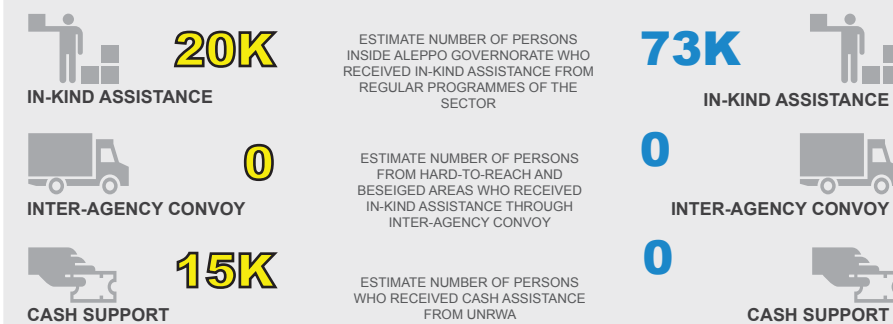 20K
IN-KIND ASSISTANCE
ESTIMATE NUMBER OF PERSONS
INSIDE ALEPPO GOVERNORATE WHO
RECEIVED IN-KIND ASSISTANCE FROM
REGULAR PROGRAMMES OF THE
SECTOR
73K
IN-KIND ASSISTANCE
0
INTER-AGENCY CONVOY
ESTIMATE NUMBER OF PERSONS
FROM HARD-TO-REACH AND
BESEIGED AREAS WHO RECEIVED
IN-KIND ASSISTANCE THROUGH
INTER-AGENCY CONVOY
0
INTER-AGENCY CONVOY
15K
CASH SUPPORT
ESTIMATE NUMBER OF PERSONS
WHO RECEIVED CASH ASSISTANCE
FROM UNRWA
0
CASH SUPPORT